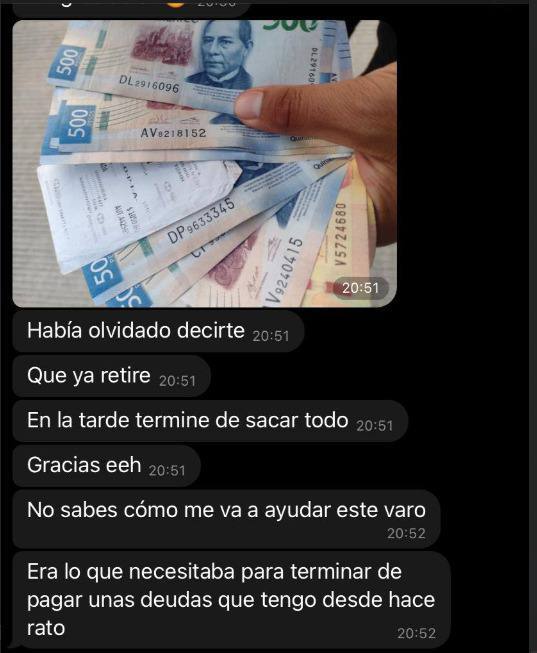 500
500
DL2916096
DL2916096
500
AV8218152
DP9633345
V9240415
V5724680
20:51
Había olvidado decirte 20:51
Que ya retire 20:51
En la tarde termine de sacar todo 20:51
Gracias eeh 20:51
No sabes cómo me va a ayudar este varo
20:52
Era lo que necesitaba para terminar de
pagar unas deudas que tengo desde hace
rato 20:52